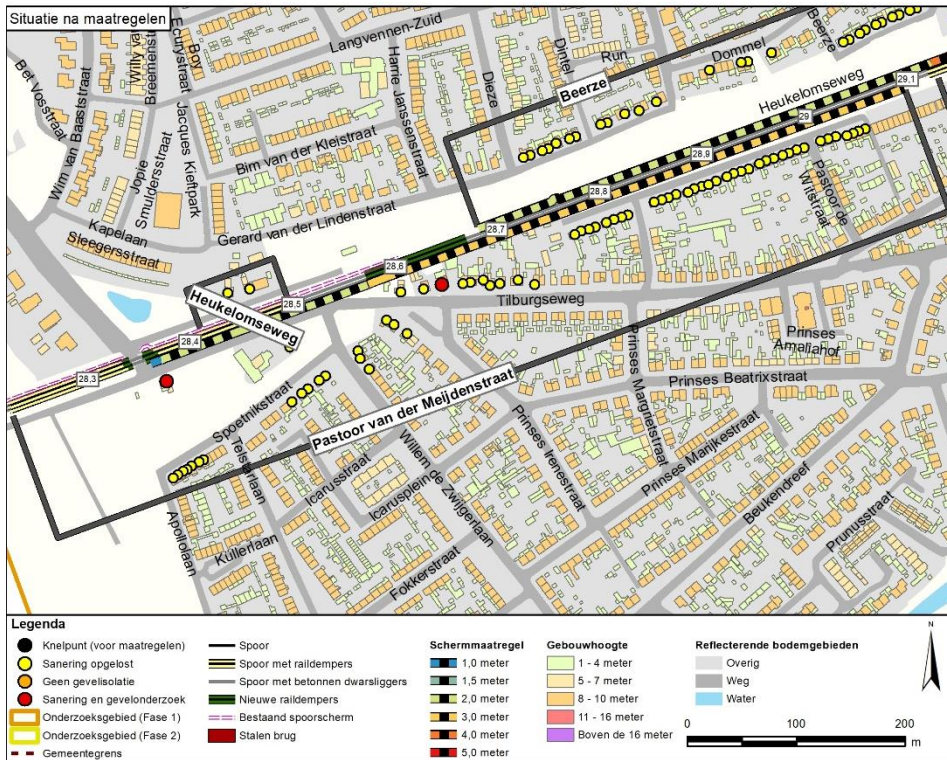 Situatie na maatregelen
Bet Vosstraat
Wim van Baaststraat
Willy van Breemenstraat
Ecturystraat
Boy
Jacques Kieftpark
Jopie Smuldersstraat
Langvennen-Zuid
Harrie Janissenstraat
Bim van der Kleistraat
Dieze
Dintel
Run
Beerze
Dommel
Beerze
Heukelomseweg
29.1
29
28,9
28,8
28,7
28,6
28,5
28,4
28,3
Gerard van der Lindenstraat
Kapelaan
Sleegersstraat
Heukelomseweg
Pastoor de Wittstraat
Tilburgseweg
Prinses Ameliahof
Prinses Beatrixstraat
Prinses Margrietstraat
Prinses Marijkestraat
Prinses Irenestraat
Pastoor van der Meijdenstraat
Spoetnikstraat
Telstarlaan
Icarusstraat
Icarusplein
Willem de Zwijgerlaan
Apollolaan
Küllerlaan
Fokkerstraat
Beukendreef
Prunusstraat
Legenda
Knelpunt (voor maatregelen)
Sanering opgelost
Geen gevelisolatie
Sanering en gevelonderzoek
Onderzoeksgebied (Fase 1)
Onderzoeksgebied (Fase 2)
Gemeentegrens
Spoor
Spoor met raildempers
Spoor met betonnen dwarsliggers
Nieuwe raildempers
Bestaand spoorscherm
Stalen brug
Schermmaatregel
1,0 meter
1,5 meter
2,0 meter
3,0 meter
4,0 meter
5,0 meter
Gebouwhoogte
1 - 4 meter
5 - 7 meter
8 - 10 meter
11 - 16 meter
Boven de 16 meter
Reflecterende bodemgebieden
Overig
Weg
Water
N
0 100 200
m